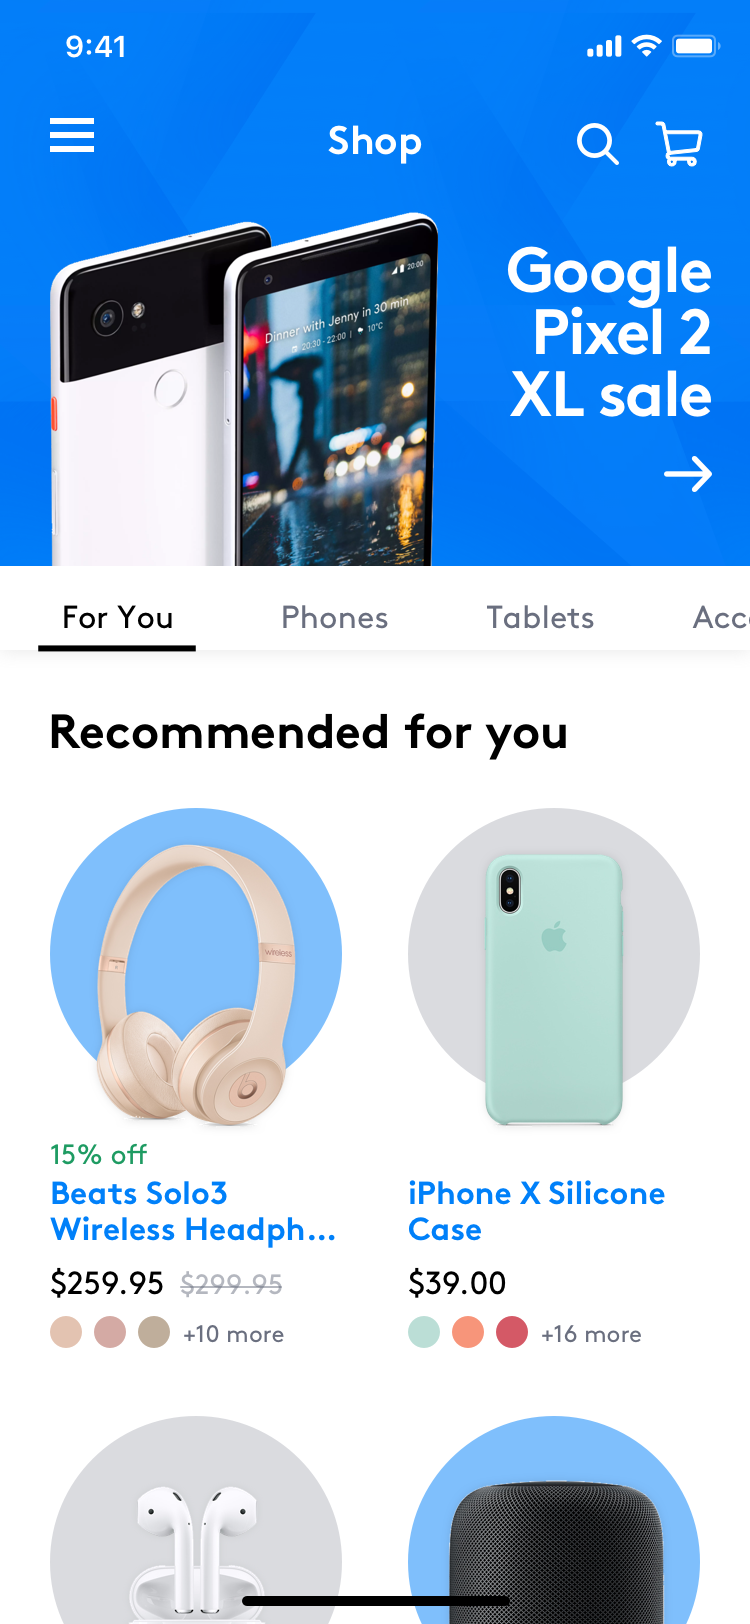 9:41
Shop
20:00
Dinner with Jenny in 30 min
20:30 - 22:00 | 10°C
Google
Pixel 2
XL sale
For You
Phones
Tablets
Acc
Recommended for you
wireless
15% off
Beats Solo3
Wireless Headph...
$259.95 $299.95
+10 more
iPhone X Silicone
Case
$39.00
+16 more